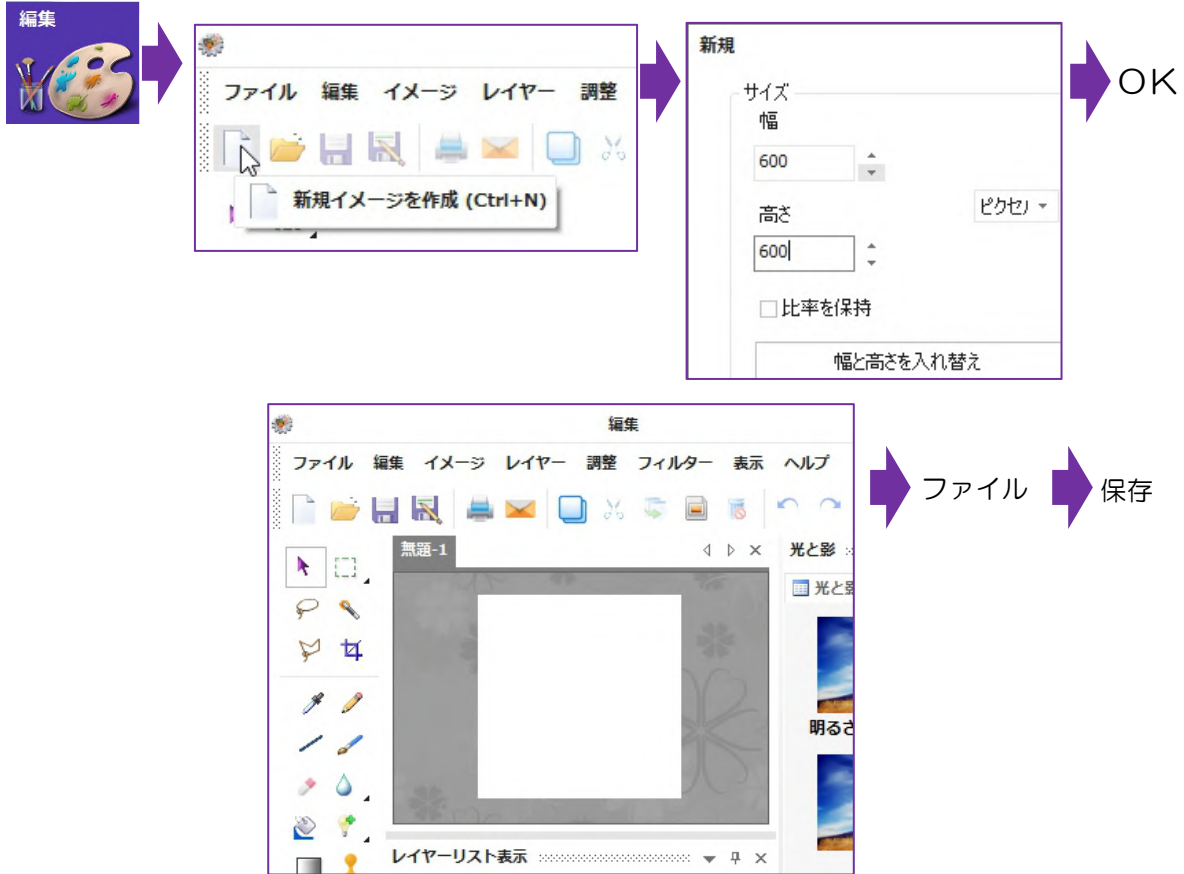 編集
ファイル 編集 イメージ レイヤー 調整
新規イメージを作成 (Ctrl+N)
新規
サイズ
幅
600
高さ
ピクセル
600
比率を保持
幅と高さを入れ替え
OK
編集
ファイル 編集 イメージ レイヤー 調整 フィルター 表示 ヘルプ
無題-1
光と影
光と影
明るさ
レイヤーリスト表示
ファイル
保存